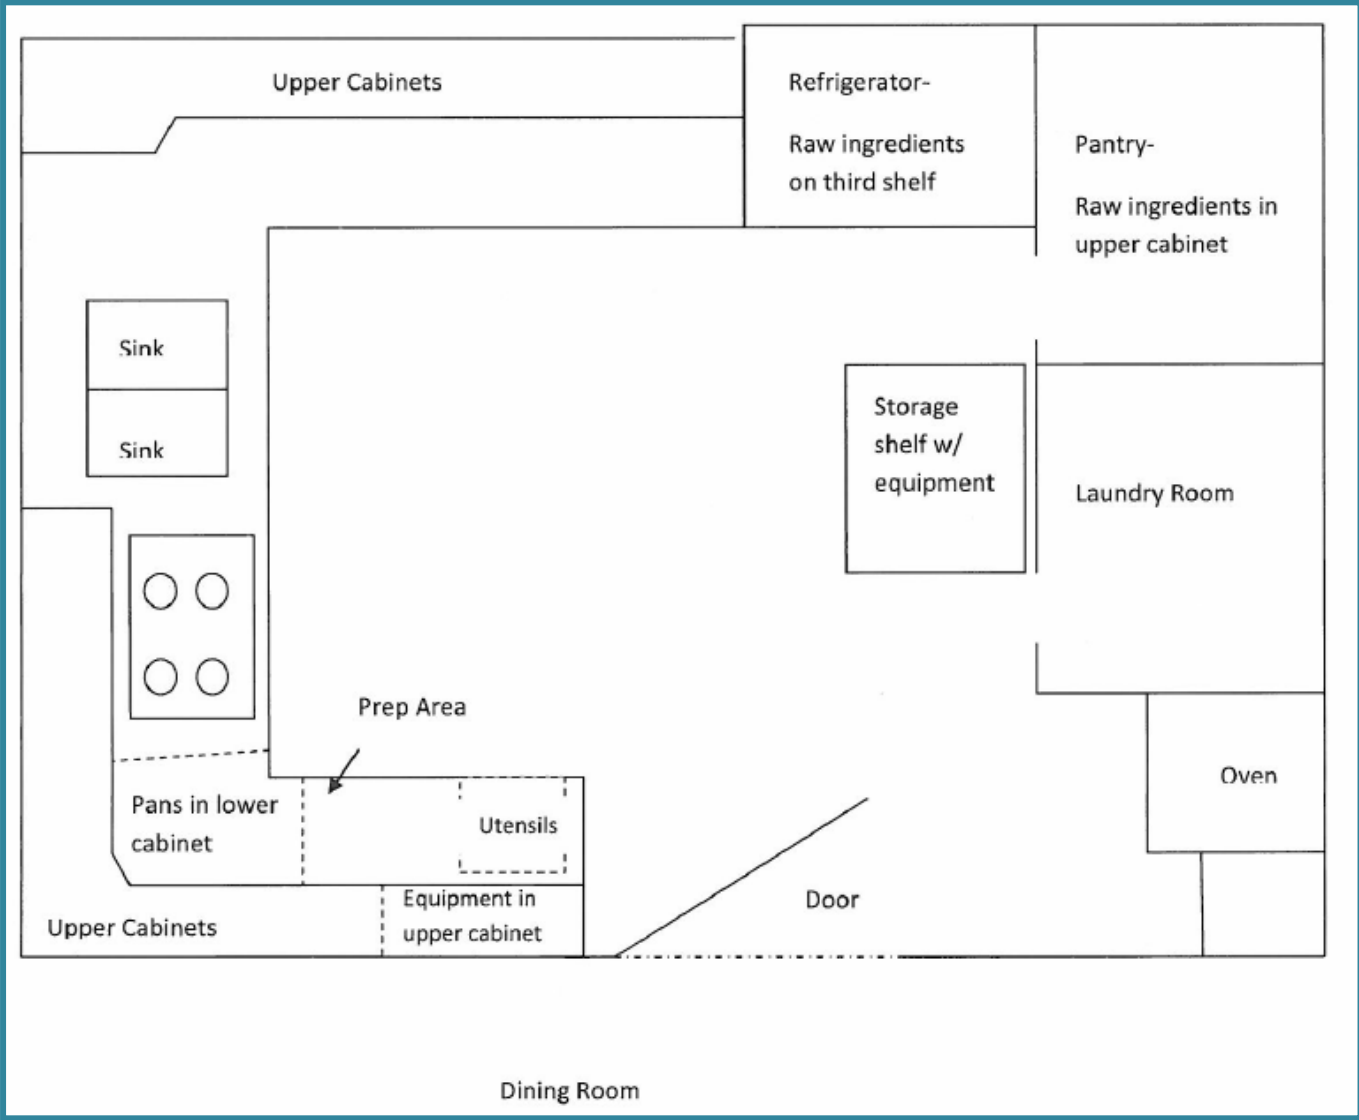 Upper Cabinets
Refrigerator-
Raw ingredients
on third shelf
Pantry-
Raw ingredients in
upper cabinet
Sink
Sink
Storage
shelf w/
equipment
Laundry Room
Prep Area
Pans in lower
cabinet
Utensils
Oven
Equipment in
upper cabinet
Upper Cabinets
Door
Dining Room